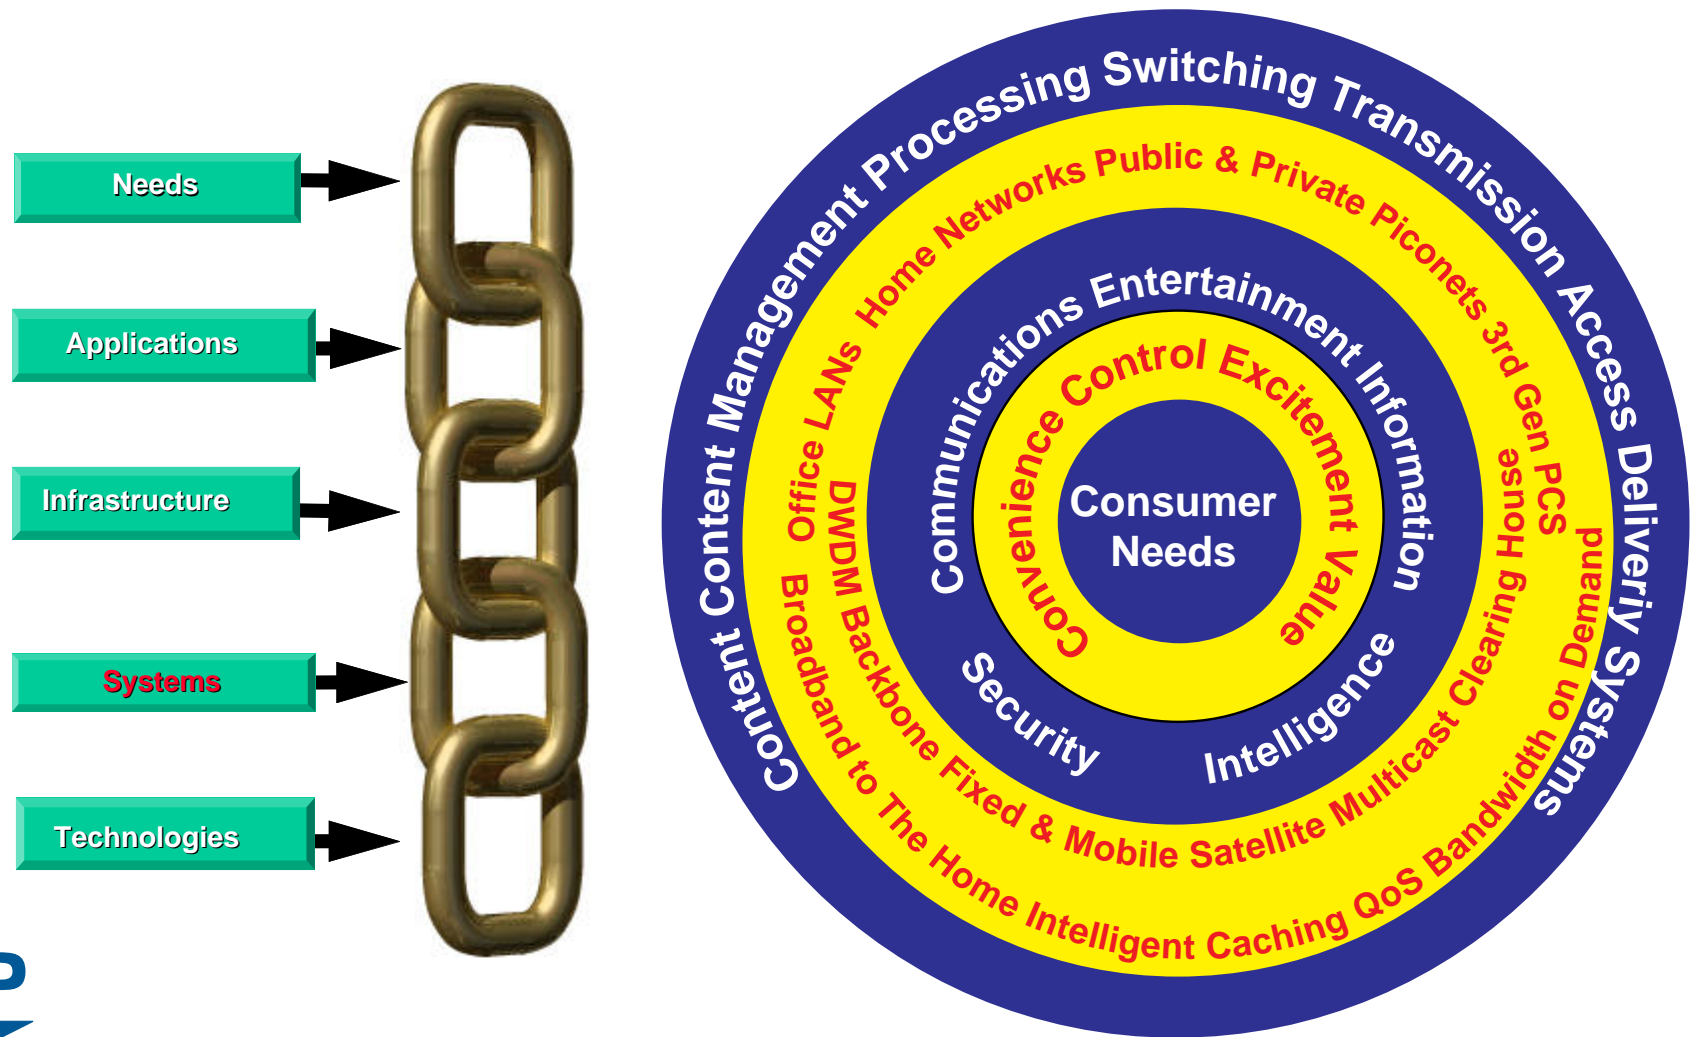 Needs
Applications
Infrastructure
Systems
Technologies
Content Content Management Processing Switching Transmission Access Deliveriy Systems
Office LANs Home Networks Public & Private Piconets 3rd Gen PCS
DWDM Backbone Fixed & Mobile Satellite Multicast Clearing House
Broadband to The Home Intelligent Caching QoS Bandwidth on Demand
Communications Entertainment Information
Security Intelligence
Convenience Control Excitement Value
Consumer
Needs